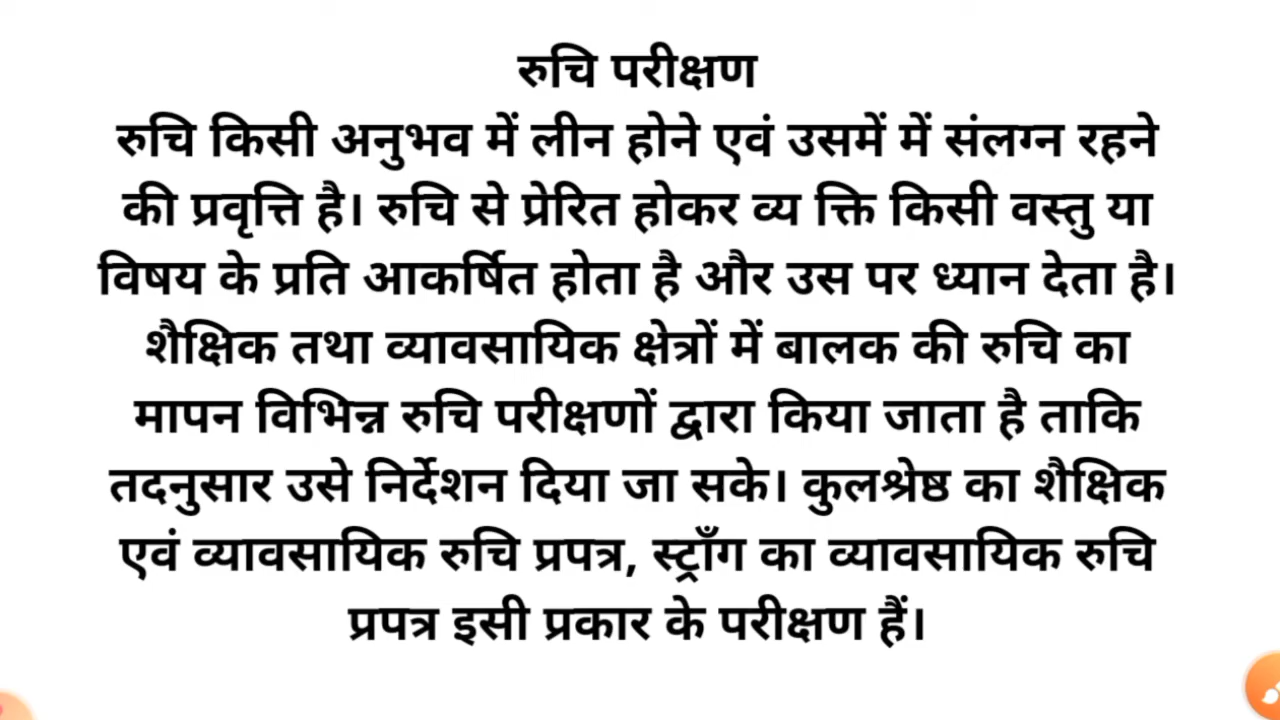 रुचि परीक्षण
रुचि किसी अनुभव में लीन होने एवं उसमें में संलग्न रहने
की प्रवृत्ति है। रुचि से प्रेरित होकर व्य क्ति किसी वस्तु या
विषय के प्रति आकर्षित होता है और उस पर ध्यान देता है।
शैक्षिक तथा व्यावसायिक क्षेत्रों में बालक की रुचि का
मापन विभिन्न रुचि परीक्षणों द्वारा किया जाता है ताकि
तदनुसार उसे निर्देशन दिया जा सके। कुलश्रेष्ठ का शैक्षिक
एवं व्यावसायिक रुचि प्रपत्र, स्ट्राँग का व्यावसायिक रुचि
प्रपत्र इसी प्रकार के परीक्षण हैं।